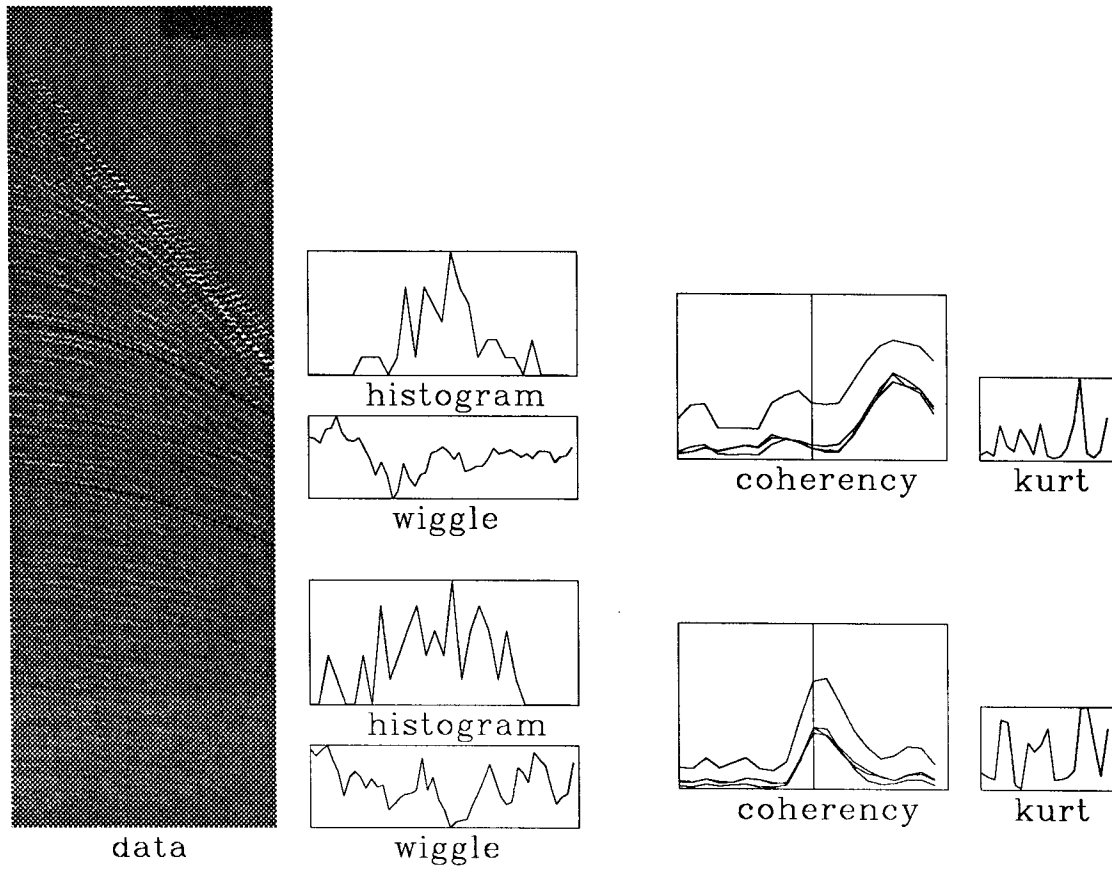 histogram
wiggle
coherency
kurt
histogram
wiggle
coherency
kurt
data